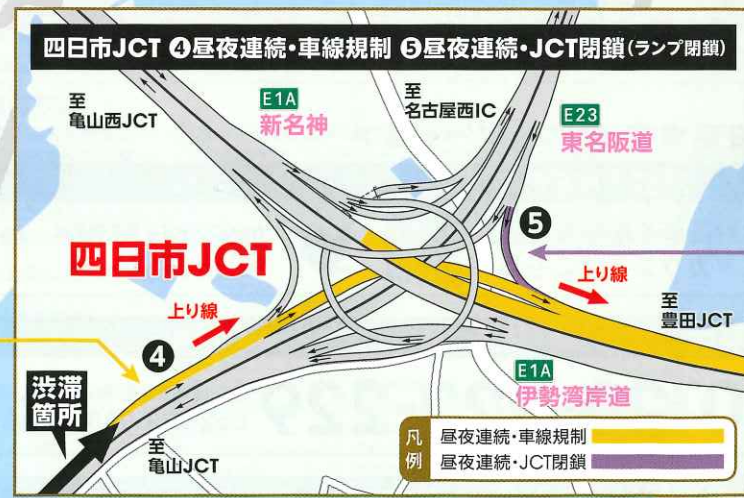 四日市JCT ❹昼夜連続・車線規制 ❺昼夜連続・JCT閉鎖(ランプ閉鎖)
至
亀山西JCT
E1A
新名神
至
名古屋西IC
E23
東名阪道
❺
四日市JCT
上り線
上り線
至
豊田JCT
❹
渋滞
箇所
E1A
伊勢湾岸道
至
亀山JCT
凡例
昼夜連続・車線規制
昼夜連続・JCT閉鎖